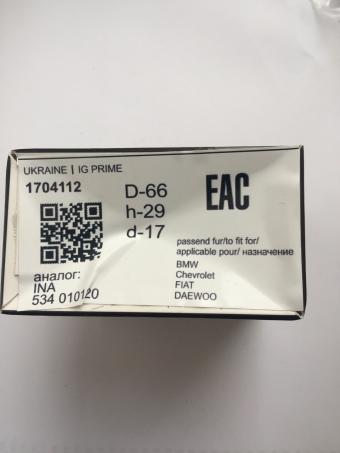 UKRAINE | IG PRIME
1704112
D-66
h-29
d-17
EAC
passend fur/to fit for/
applicable pour/ назначение
BMW
Chevrolet
FIAT
DAEWOO
аналог:
INA
534 010120